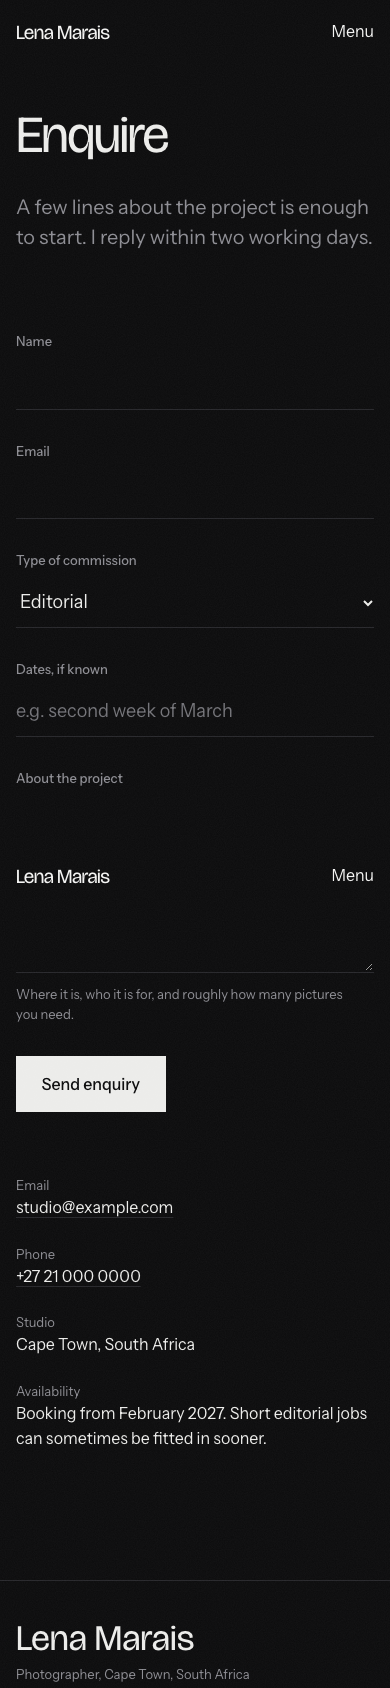 Lena Marais
Menu
Enquire
A few lines about the project is enough
to start. I reply within two working days.
Name
Email
Type of commission
Editorial
Dates, if known
e.g. second week of March
About the project
Lena Marais
Menu
Where it is, who it is for, and roughly how many pictures
you need.
Send enquiry
Email
studio@example.com
Phone
+27 21 000 0000
Studio
Cape Town, South Africa
Availability
Booking from February 2027. Short editorial jobs
can sometimes be fitted in sooner.
Lena Marais
Photographer, Cape Town, South Africa